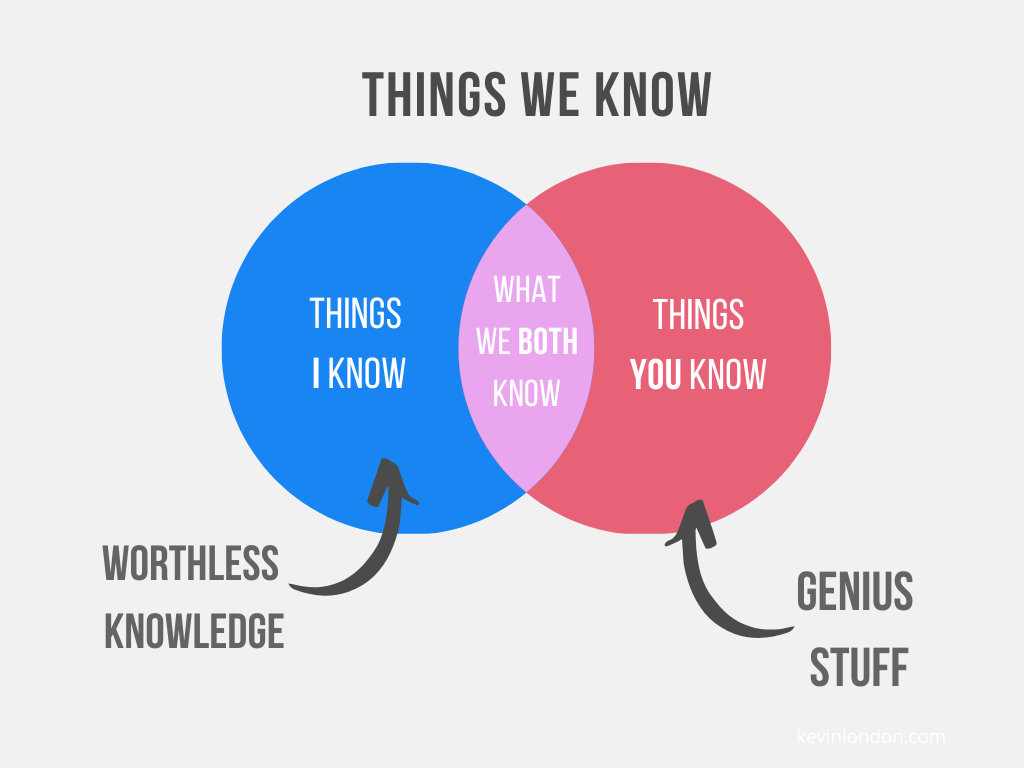 THINGS WE KNOW
THINGS
I KNOW
WHAT
WE BOTH
KNOW
THINGS
YOU KNOW
WORTHLESS
KNOWLEDGE
GENIUS
STUFF
kevinlondon.com